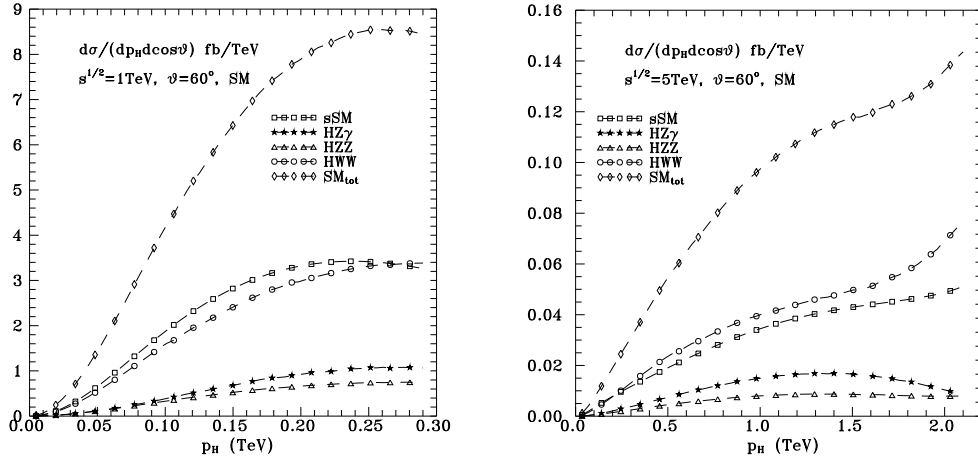 9
8
7
6
5
4
3
2
1
0
dσ/(dp_H dcosϑ) fb/TeV
s^{1/2}=1TeV, ϑ=60°, SM
sSM
HZγ
HZZ
HWW
SM_tot
0.00 0.05 0.10 0.15 0.20 0.25 0.30
p_H (TeV)
0.16
0.14
0.12
0.10
0.08
0.06
0.04
0.02
0.00
dσ/(dp_H dcosϑ) fb/TeV
s^{1/2}=5TeV, ϑ=60°, SM
sSM
HZγ
HZZ
HWW
SM_tot
0.0 0.5 1.0 1.5 2.0
p_H (TeV)